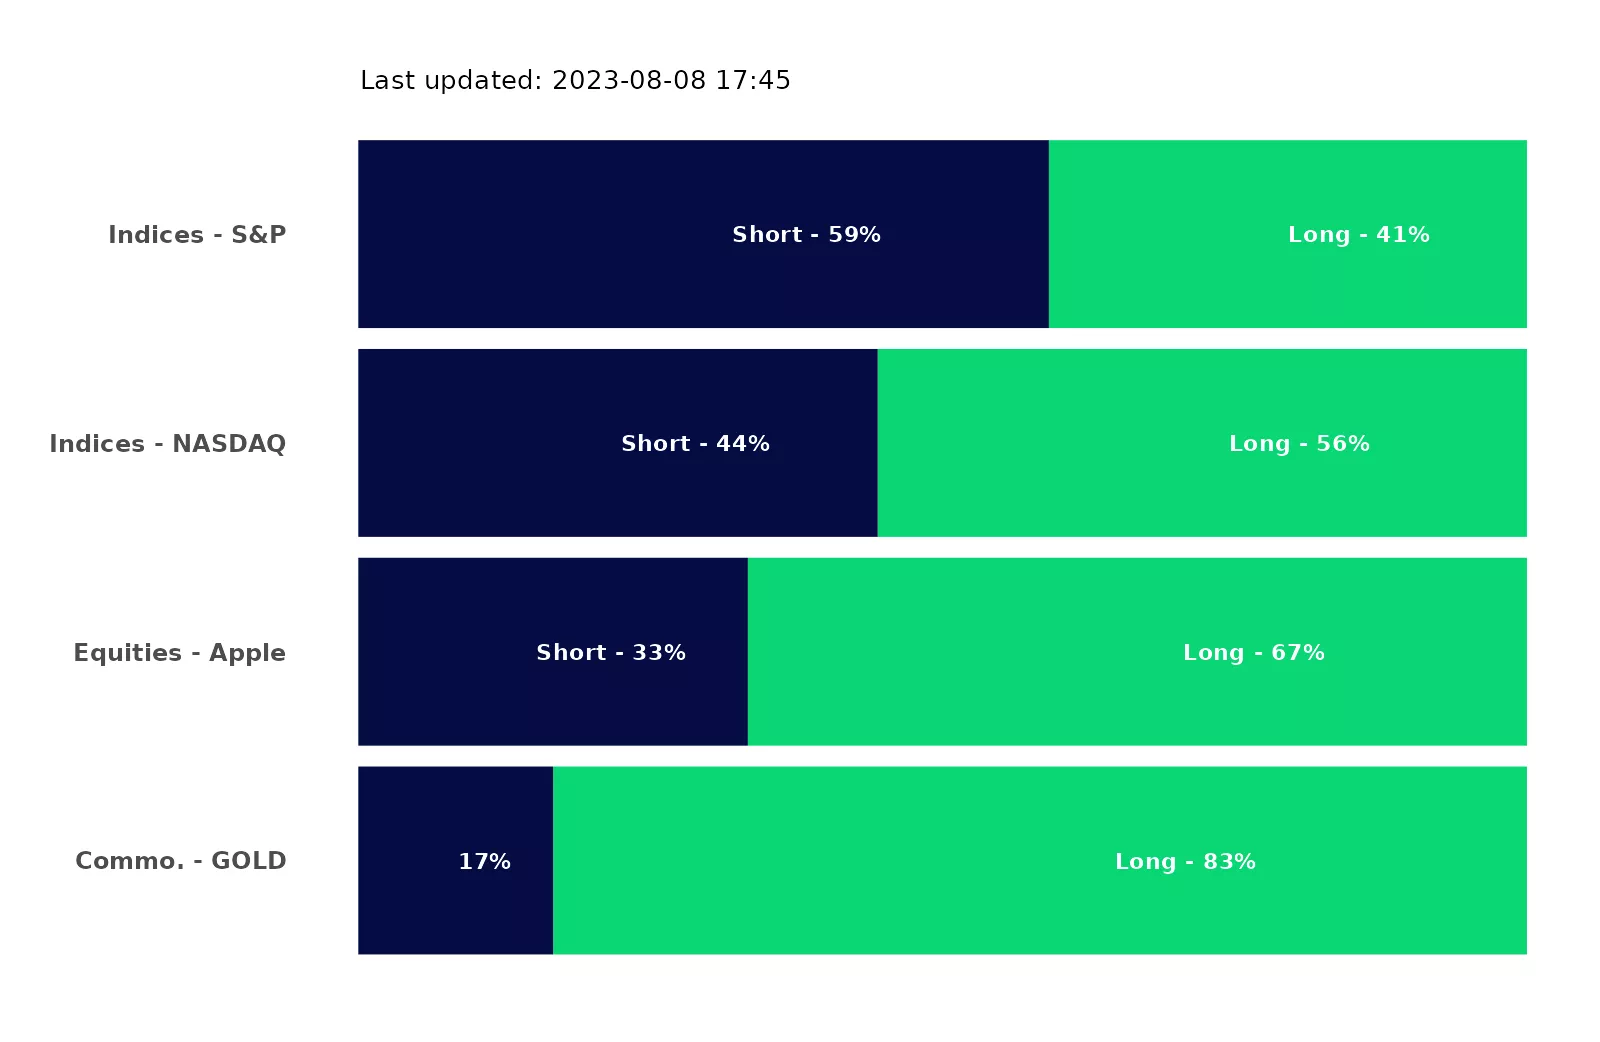 Last updated: 2023-08-08 17:45
Indices - S&P
Short - 59%
Long - 41%
Indices - NASDAQ
Short - 44%
Long - 56%
Equities - Apple
Short - 33%
Long - 67%
Commo. - GOLD
17%
Long - 83%